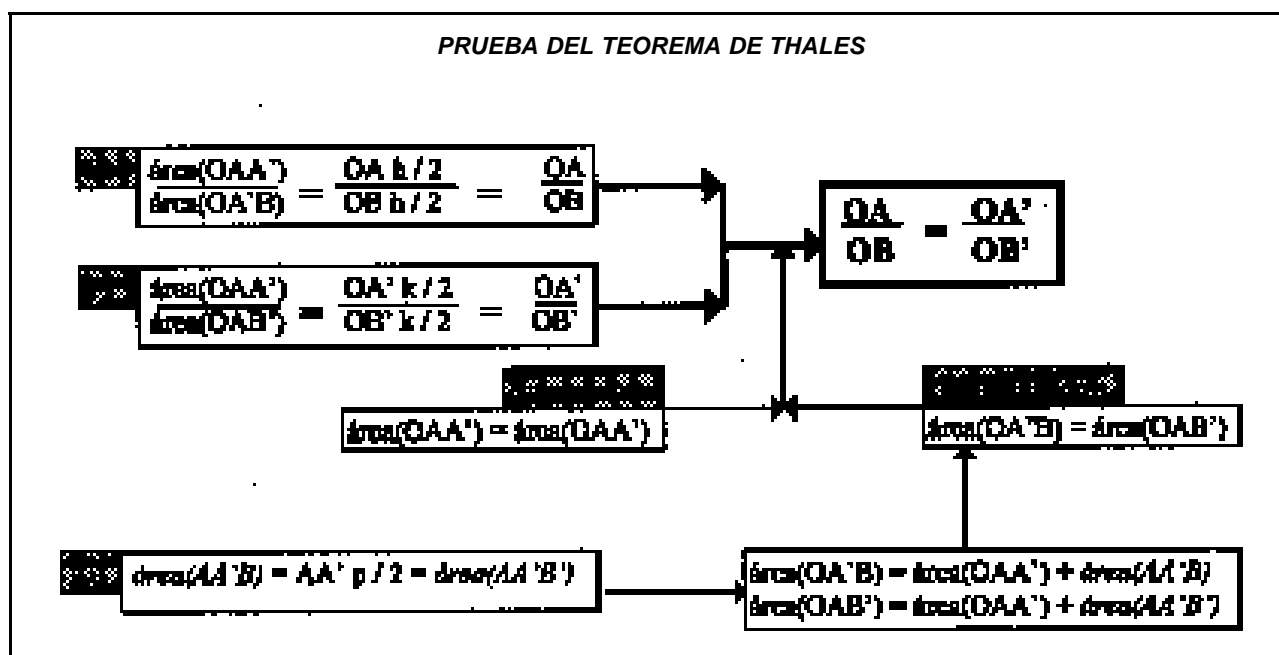 PRUEBA DEL TEOREMA DE THALES
área(OAA') / área(OA'B) = OA h / 2 / OB h / 2 = OA / OB
OA / OB = OA' / OB'
área(OAA') / área(OAB') = OA' k / 2 / OB' k / 2 = OA' / OB'
área(OAA') = área(OAA')
área(OA'B) = área(OAB')
área(AA'B) = AA' p / 2 = área(AA'B')
área(OA'B) = área(OAA') + área(AA'B)
área(OAB') = área(OAA') + área(AA'B')